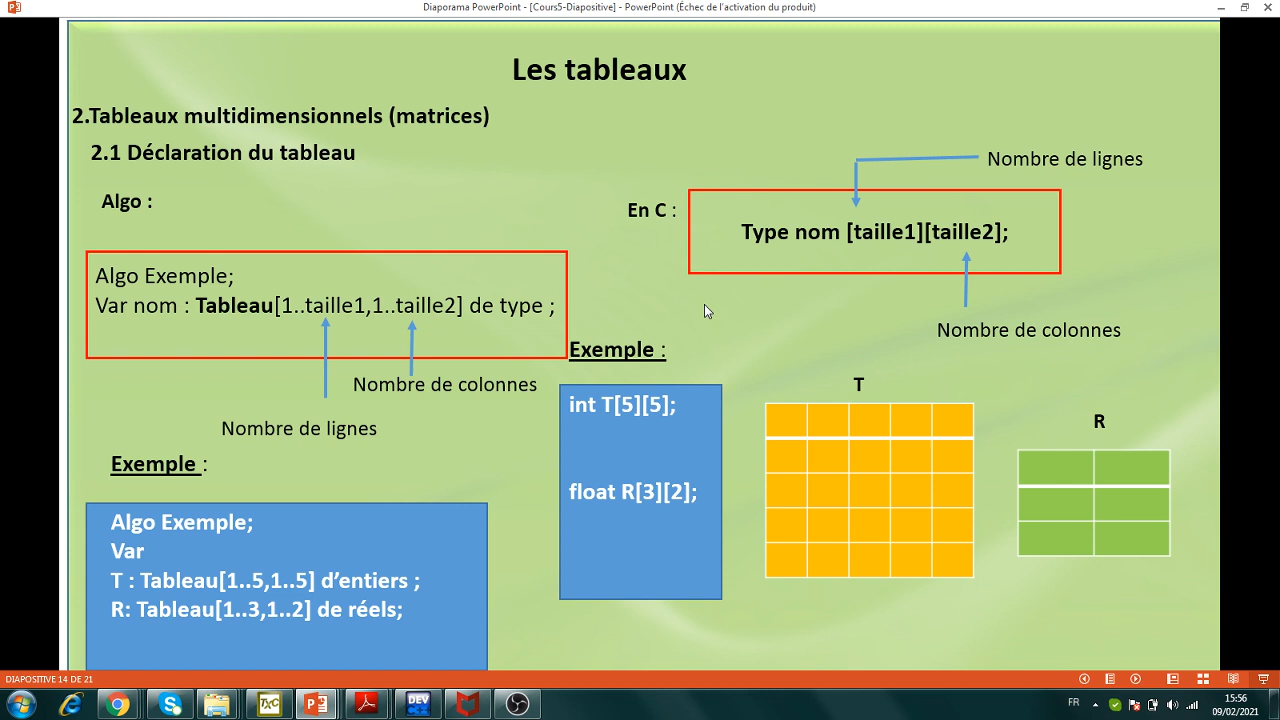 Diaporama PowerPoint - [Cours5-Diapositive] - PowerPoint (Échec de l'activation du produit)
Les tableaux
2.Tableaux multidimensionnels (matrices)
2.1 Déclaration du tableau
Nombre de lignes
Algo :
En C :
Type nom [taille1][taille2];
Algo Exemple;
Var nom : Tableau[1..taille1,1..taille2] de type ;
Nombre de colonnes
Exemple :
Nombre de colonnes
Nombre de lignes
Exemple :
int T[5][5];
float R[3][2];
T
R
Algo Exemple;
Var
T : Tableau[1..5,1..5] d’entiers ;
R: Tableau[1..3,1..2] de réels;
DIAPOSITIVE 14 DE 21
TXC
DEV
FR
15:56
09/02/2021